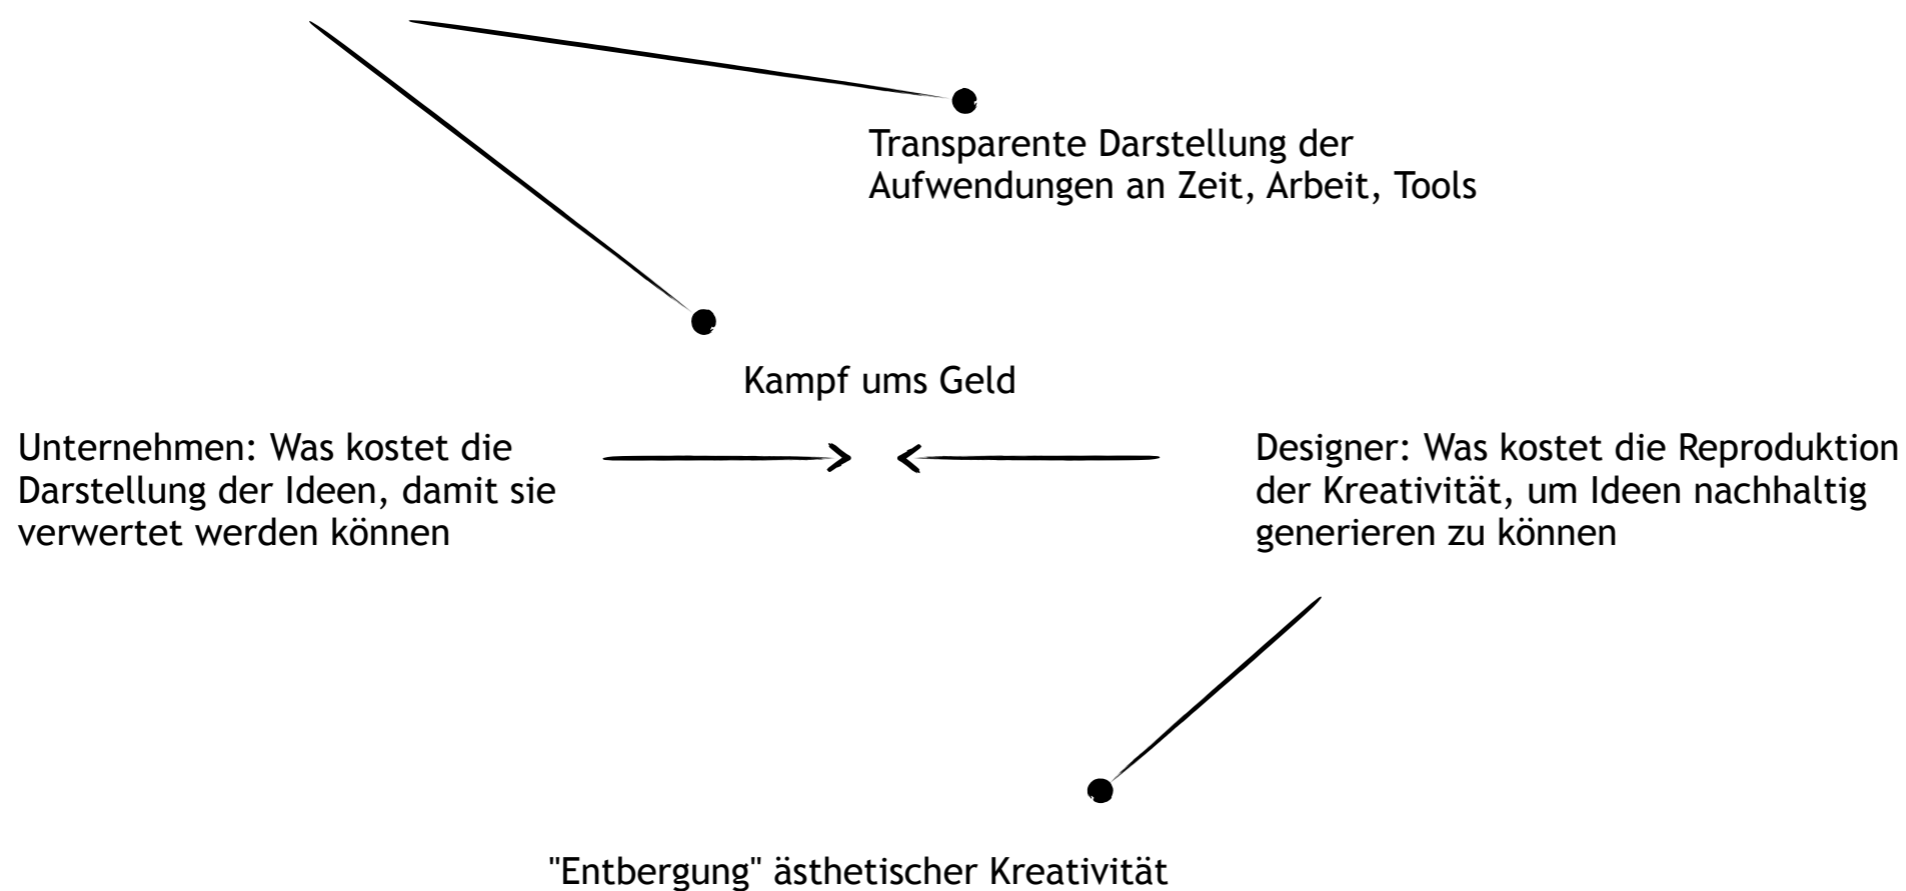 Transparente Darstellung der
Aufwendungen an Zeit, Arbeit, Tools
Kampf ums Geld
Unternehmen: Was kostet die
Darstellung der Ideen, damit sie
verwertet werden können
Designer: Was kostet die Reproduktion
der Kreativität, um Ideen nachhaltig
generieren zu können
"Entbergung" ästhetischer Kreativität